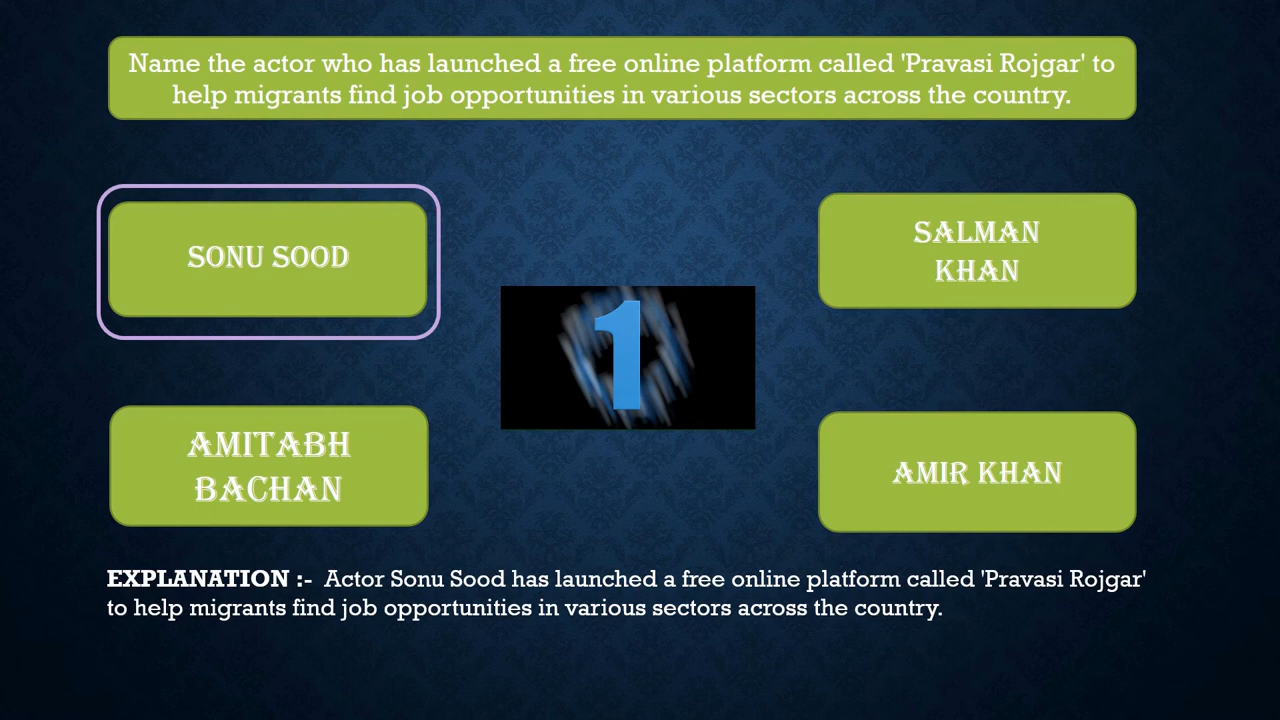 Name the actor who has launched a free online platform called 'Pravasi Rojgar' to
help migrants find job opportunities in various sectors across the country.
SONU SOOD
SALMAN
KHAN
1
AMITABH
BACHAN
AMIR KHAN
EXPLANATION :- Actor Sonu Sood has launched a free online platform called 'Pravasi Rojgar'
to help migrants find job opportunities in various sectors across the country.